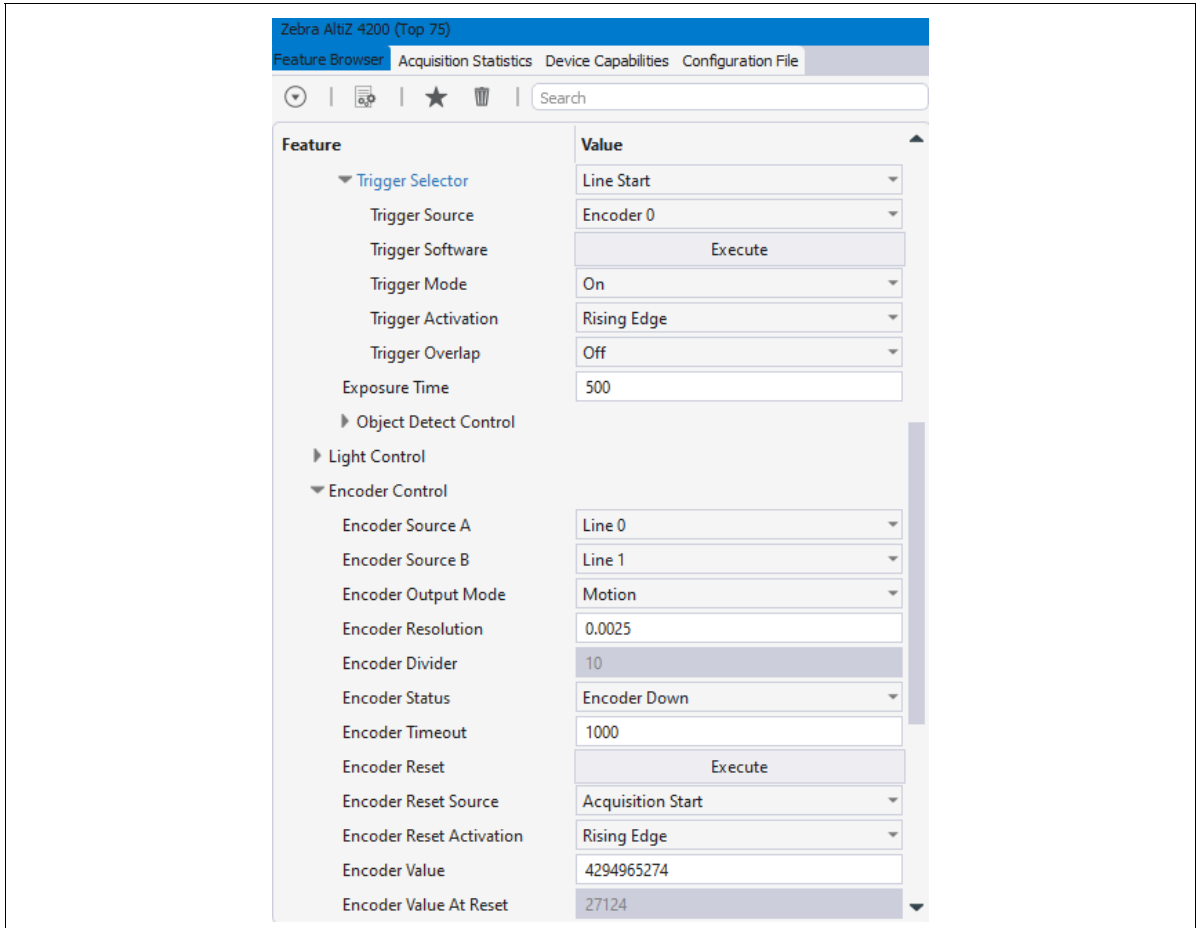 Zebra AltiZ 4200 (Top 75)
Feature Browser Acquisition Statistics Device Capabilities Configuration File
Search
Feature Value
Trigger Selector Line Start
Trigger Source Encoder 0
Trigger Software Execute
Trigger Mode On
Trigger Activation Rising Edge
Trigger Overlap Off
Exposure Time 500
Object Detect Control
Light Control
Encoder Control
Encoder Source A Line 0
Encoder Source B Line 1
Encoder Output Mode Motion
Encoder Resolution 0.0025
Encoder Divider 10
Encoder Status Encoder Down
Encoder Timeout 1000
Encoder Reset Execute
Encoder Reset Source Acquisition Start
Encoder Reset Activation Rising Edge
Encoder Value 4294965274
Encoder Value At Reset 27124